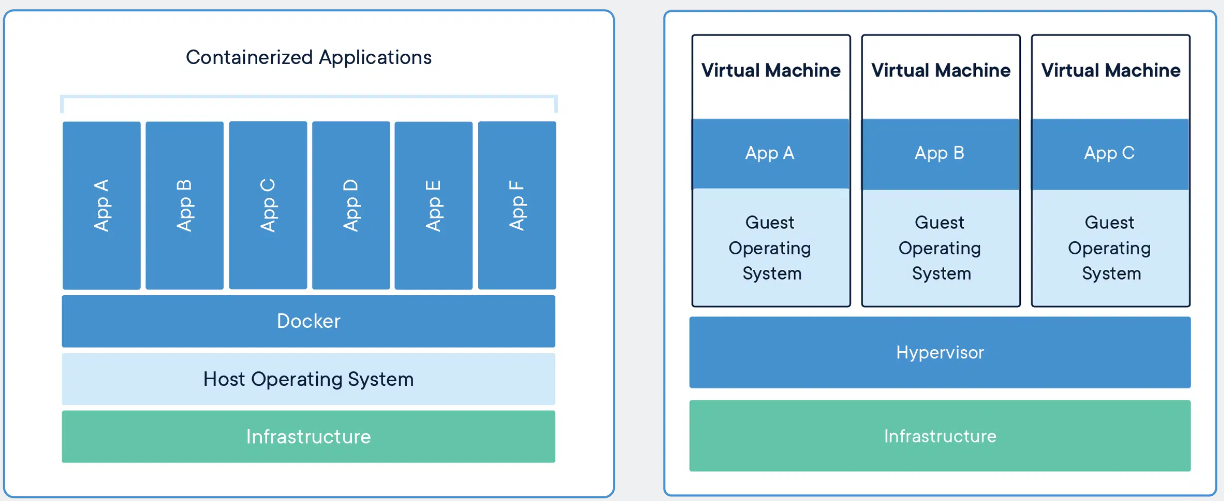 Containerized Applications
App A
App B
App C
App D
App E
App F
Docker
Host Operating System
Infrastructure
Virtual Machine
App A
Guest
Operating
System
Virtual Machine
App B
Guest
Operating
System
Virtual Machine
App C
Guest
Operating
System
Hypervisor
Infrastructure